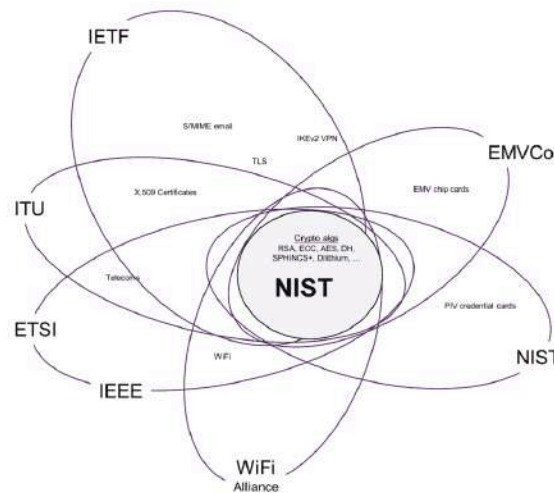 IETF
S/MIME email
IKEv2 VPN
TLS
EMVCo
X.509 Certificates
EMV chip cards
ITU
Crypto algs
RSA, ECC, AES, DH,
SPHINCS+, Dilithium, ...
NIST
Telecoms
PIV credential cards
ETSI
WiFi
NIST
IEEE
WiFi
Alliance